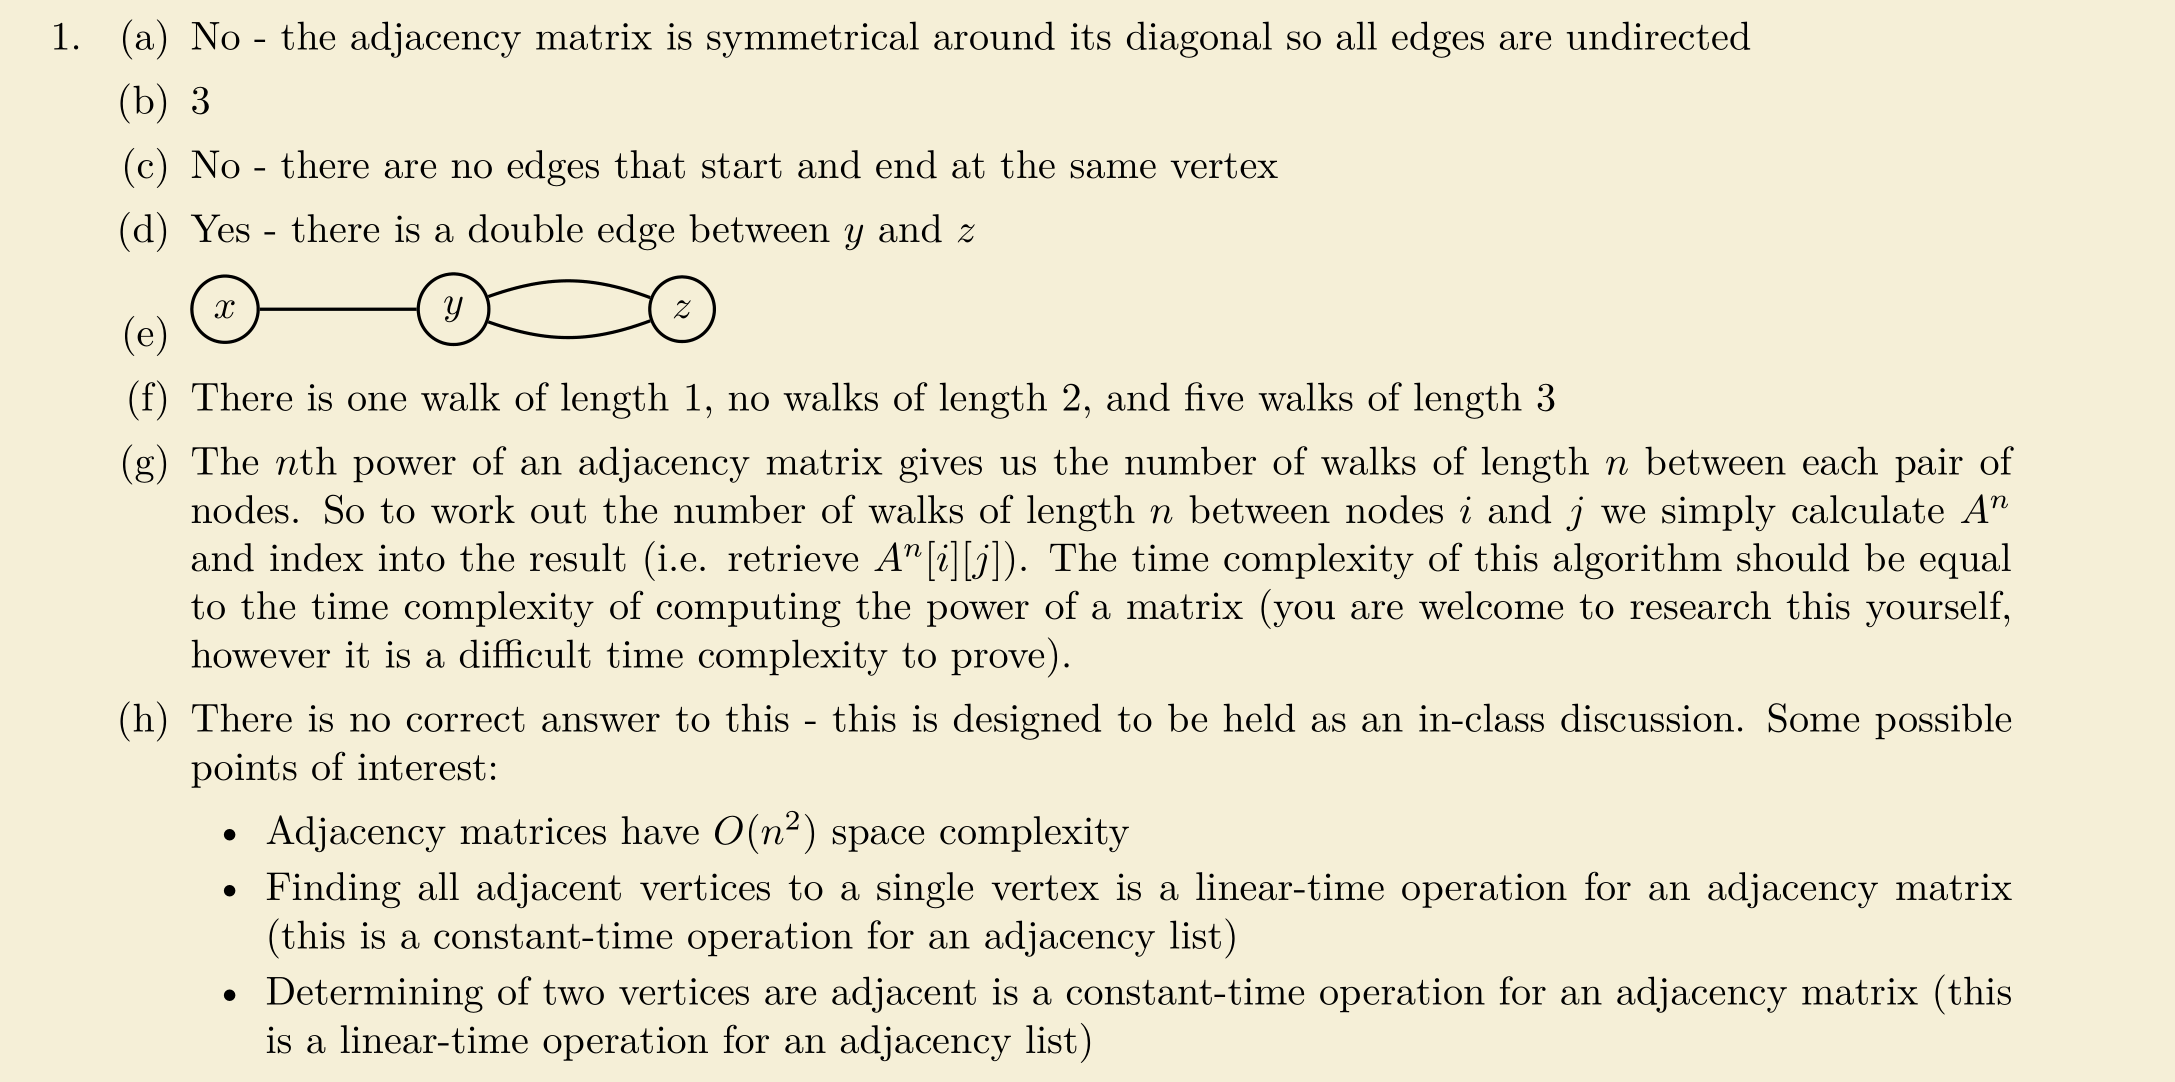 1. (a) No - the adjacency matrix is symmetrical around its diagonal so all edges are undirected
(b) 3
(c) No - there are no edges that start and end at the same vertex
(d) Yes - there is a double edge between y and z
(e) x y z
(f) There is one walk of length 1, no walks of length 2, and five walks of length 3
(g) The nth power of an adjacency matrix gives us the number of walks of length n between each pair of
nodes. So to work out the number of walks of length n between nodes i and j we simply calculate Aⁿ
and index into the result (i.e. retrieve Aⁿ[i][j]). The time complexity of this algorithm should be equal
to the time complexity of computing the power of a matrix (you are welcome to research this yourself,
however it is a difficult time complexity to prove).
(h) There is no correct answer to this - this is designed to be held as an in-class discussion. Some possible
points of interest:
• Adjacency matrices have O(n²) space complexity
• Finding all adjacent vertices to a single vertex is a linear-time operation for an adjacency matrix
(this is a constant-time operation for an adjacency list)
• Determining of two vertices are adjacent is a constant-time operation for an adjacency matrix (this
is a linear-time operation for an adjacency list)